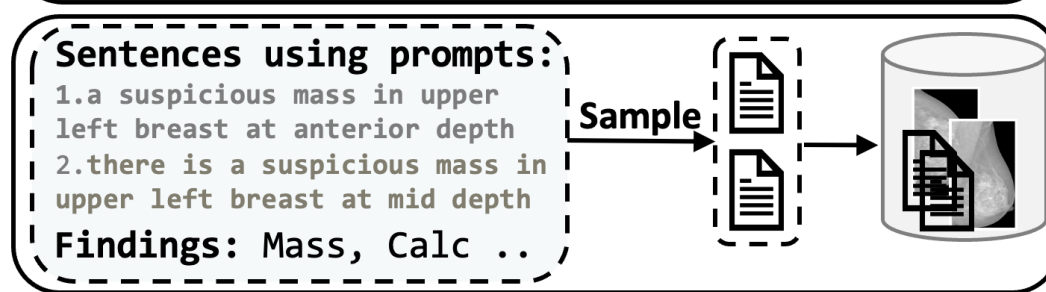 Sentences using prompts:
1.a suspicious mass in upper
left breast at anterior depth
2.there is a suspicious mass in
upper left breast at mid depth
Findings: Mass, Calc ..
Sample